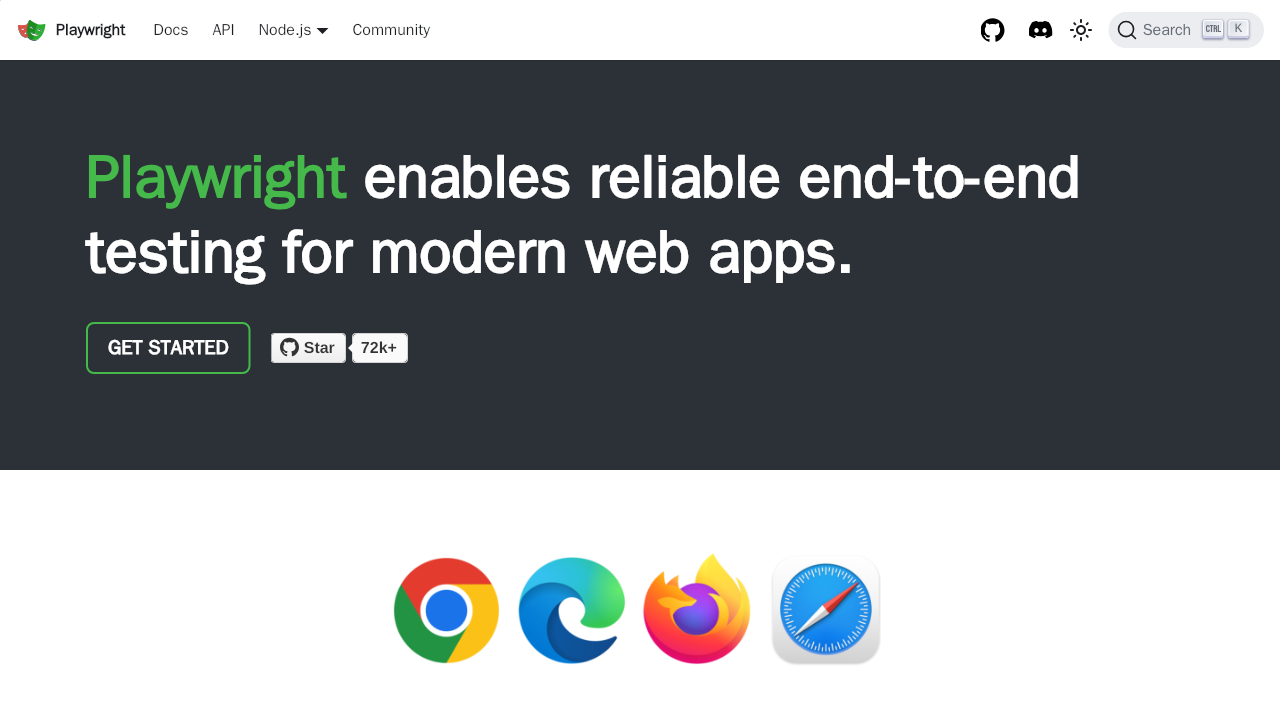 Playwright Docs API Node.js Community Search CTRL K
Playwright enables reliable end-to-end
testing for modern web apps.
GET STARTED Star 72k+